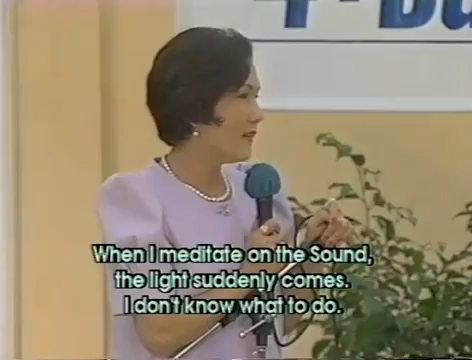 When I meditate on the Sound,
the light suddenly comes.
I don't know what to do.